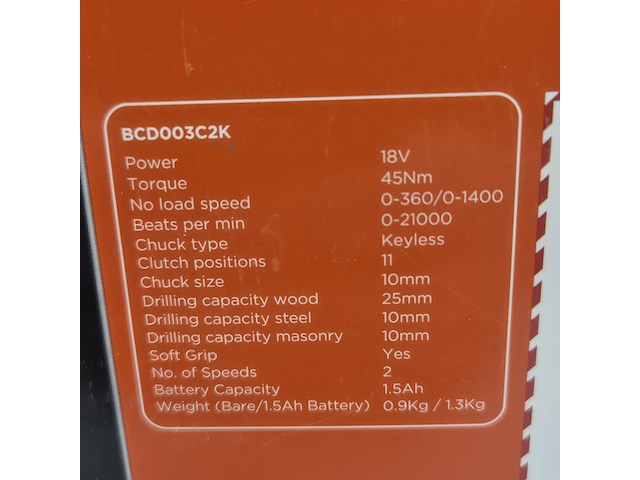 BCD003C2K
Power 18V
Torque 45Nm
No load speed 0-360/0-1400
Beats per min 0-21000
Chuck type Keyless
Clutch positions 11
Chuck size 10mm
Drilling capacity wood 25mm
Drilling capacity steel 10mm
Drilling capacity masonry 10mm
Soft Grip Yes
No. of Speeds 2
Battery Capacity 1.5Ah
Weight (Bare/1.5Ah Battery) 0.9Kg / 1.3Kg